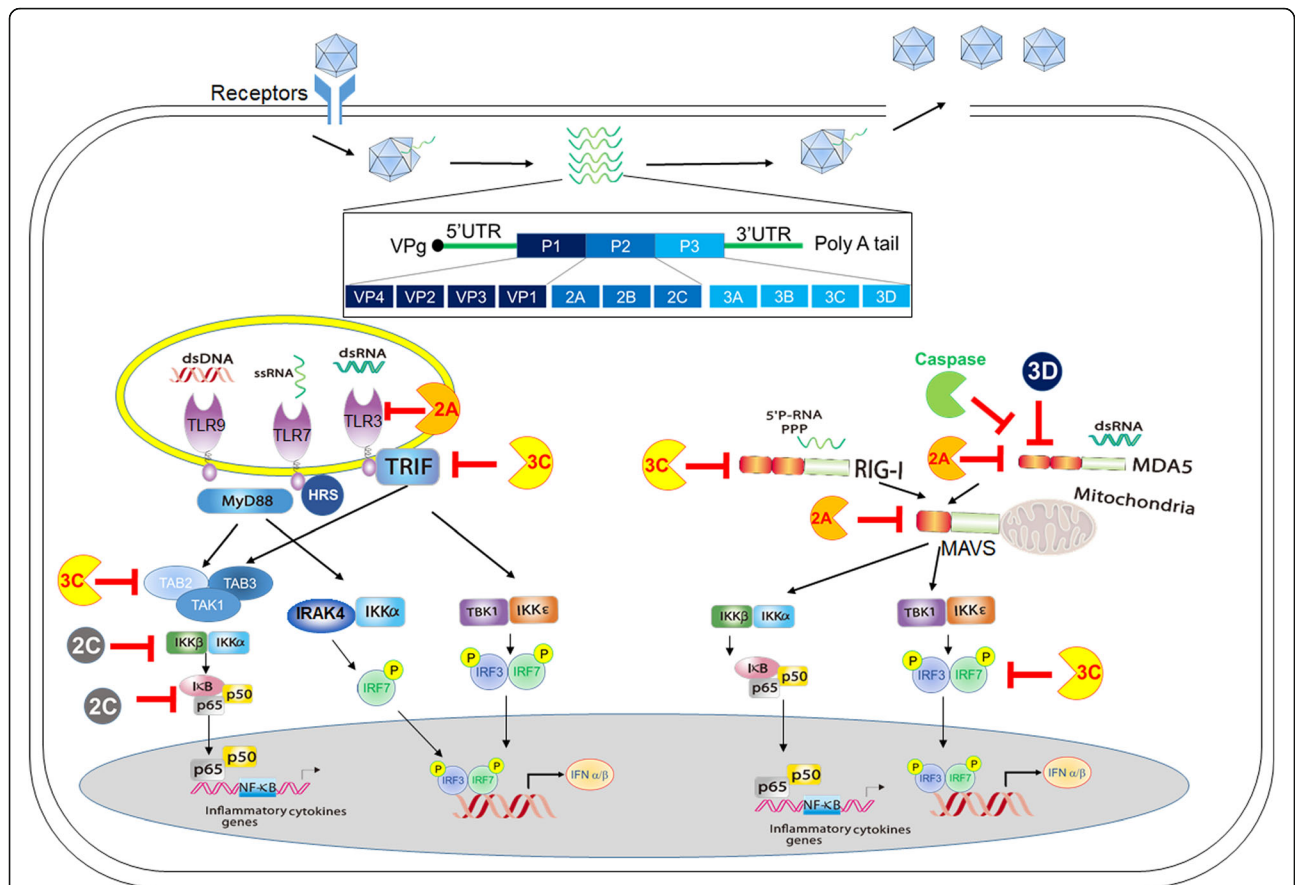 Receptors
5'UTR
3'UTR
VPg
P1
P2
P3
Poly A tail
VP4
VP2
VP3
VP1
2A
2B
2C
3A
3B
3C
3D
dsDNA
ssRNA
dsRNA
TLR9
TLR7
TLR3
2A
TRIF
3C
MyD88
HRS
3C
TAB2
TAB3
TAK1
2C
IKKβ
IKKα
IRAK4
IKKα
TBK1
IKKε
2C
IκB
p65
p50
P
IRF7
P
P
IRF3
IRF7
p65
p50
NF-κB
Inflammatory cytokines
genes
P
P
IRF3
IRF7
IFN α/β
Caspase
3D
5'P-RNA
PPP
dsRNA
3C
RIG-I
2A
MDA5
Mitochondria
2A
MAVS
IKKβ
IKKα
TBK1
IKKε
IκB
p65
p50
P
P
IRF3
IRF7
3C
p65
p50
NF-κB
Inflammatory cytokines
genes
P
P
IRF3
IRF7
IFN α/β